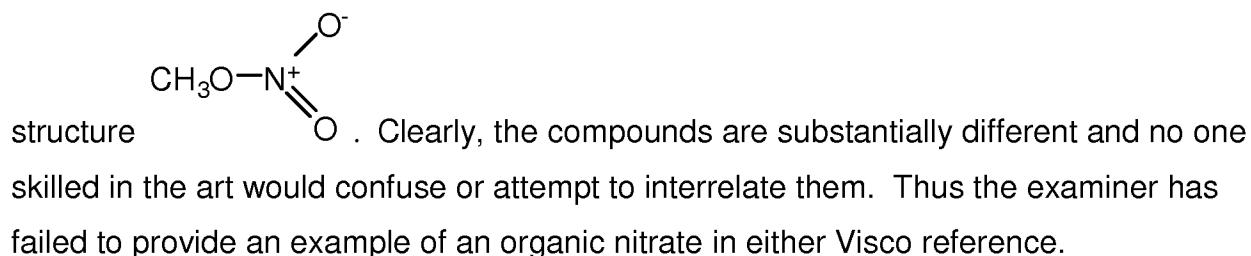 O-
CH3O-N+
structure O . Clearly, the compounds are substantially different and no one
skilled in the art would confuse or attempt to interrelate them. Thus the examiner has
failed to provide an example of an organic nitrate in either Visco reference.